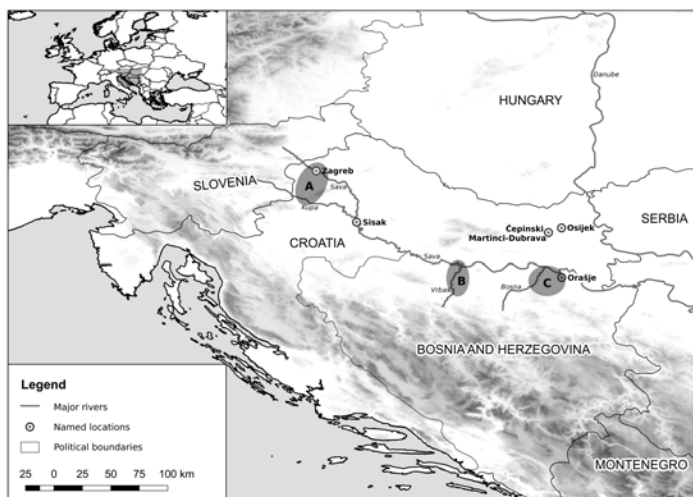 Danube
HUNGARY
Zagreb
A
SLOVENIA
Sava
Kupa
SERBIA
Sisak
Čepinski
Martinci-Dubrava
Osijek
CROATIA
Sava
B
C
Orašje
Vrbas
Bosna
BOSNIA AND HERZEGOVINA
Legend
Major rivers
Named locations
Political boundaries
MONTENEGRO
25 0 25 50 75 100 km